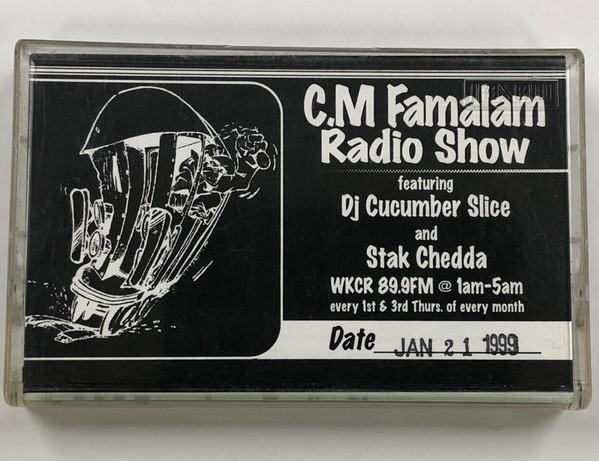 C.M Famalam
Radio Show
featuring
Dj Cucumber Slice
and
Stak Chedda
WKCR 89.9FM @ 1am-5am
every 1st & 3rd Thurs. of every month
Date JAN 21 1999